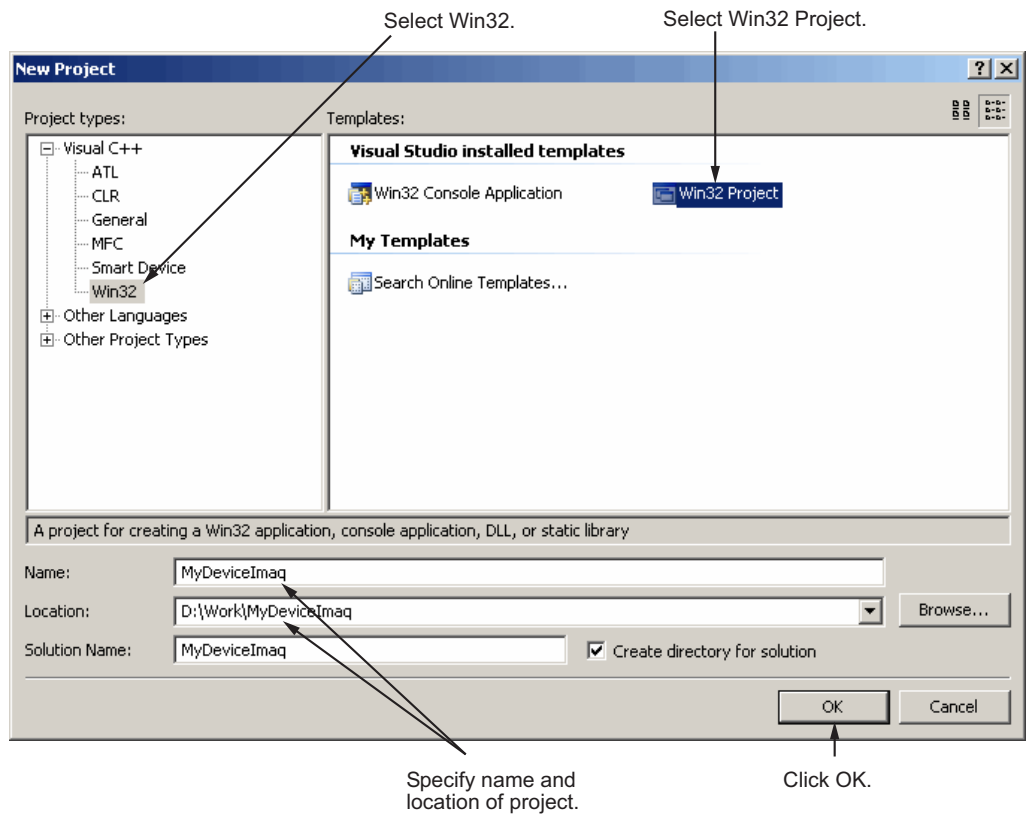 Select Win32.
Select Win32 Project.
New Project
Project types:
Templates:
Visual C++
ATL
CLR
General
MFC
Smart Device
Win32
Other Languages
Other Project Types
Visual Studio installed templates
Win32 Console Application
Win32 Project
My Templates
Search Online Templates...
A project for creating a Win32 application, console application, DLL, or static library
Name:
MyDeviceImaq
Location:
D:\Work\MyDeviceImaq
Browse...
Solution Name:
MyDeviceImaq
Create directory for solution
OK
Cancel
Specify name and
location of project.
Click OK.